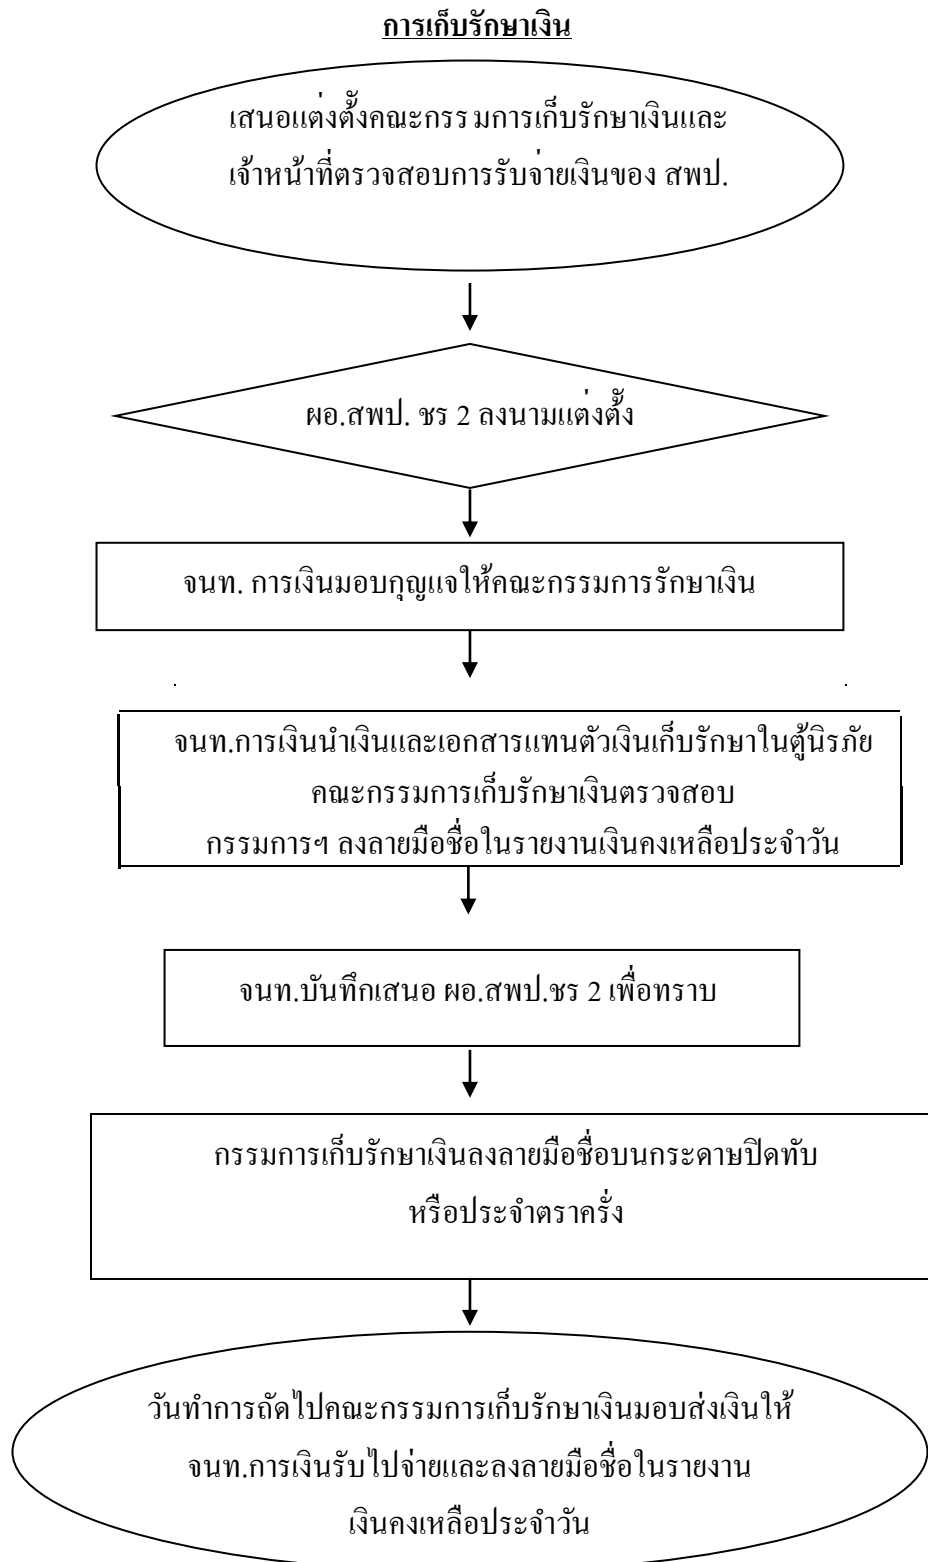 การเก็บรักษาเงิน
เสนอแต่งตั้งคณะกรรมการเก็บรักษาเงินและ
เจ้าหน้าที่ตรวจสอบการรับจ่ายเงินของ สพป.
ผอ.สพป. ชร 2 ลงนามแต่งตั้ง
จนท. การเงินมอบกุญแจให้คณะกรรมการรักษาเงิน
จนท.การเงินนำเงินและเอกสารแทนตัวเงินเก็บรักษาในตู้นิรภัย
คณะกรรมการเก็บรักษาเงินตรวจสอบ
กรรมการฯ ลงลายมือชื่อในรายงานเงินคงเหลือประจำวัน
จนท.บันทึกเสนอ ผอ.สพป.ชร 2 เพื่อทราบ
กรรมการเก็บรักษาเงินลงลายมือชื่อบนกระดาษปิดทับ
หรือประจำตราครั่ง
วันทำการถัดไปคณะกรรมการเก็บรักษาเงินมอบส่งเงินให้
จนท.การเงินรับไปจ่ายและลงลายมือชื่อในรายงาน
เงินคงเหลือประจำวัน